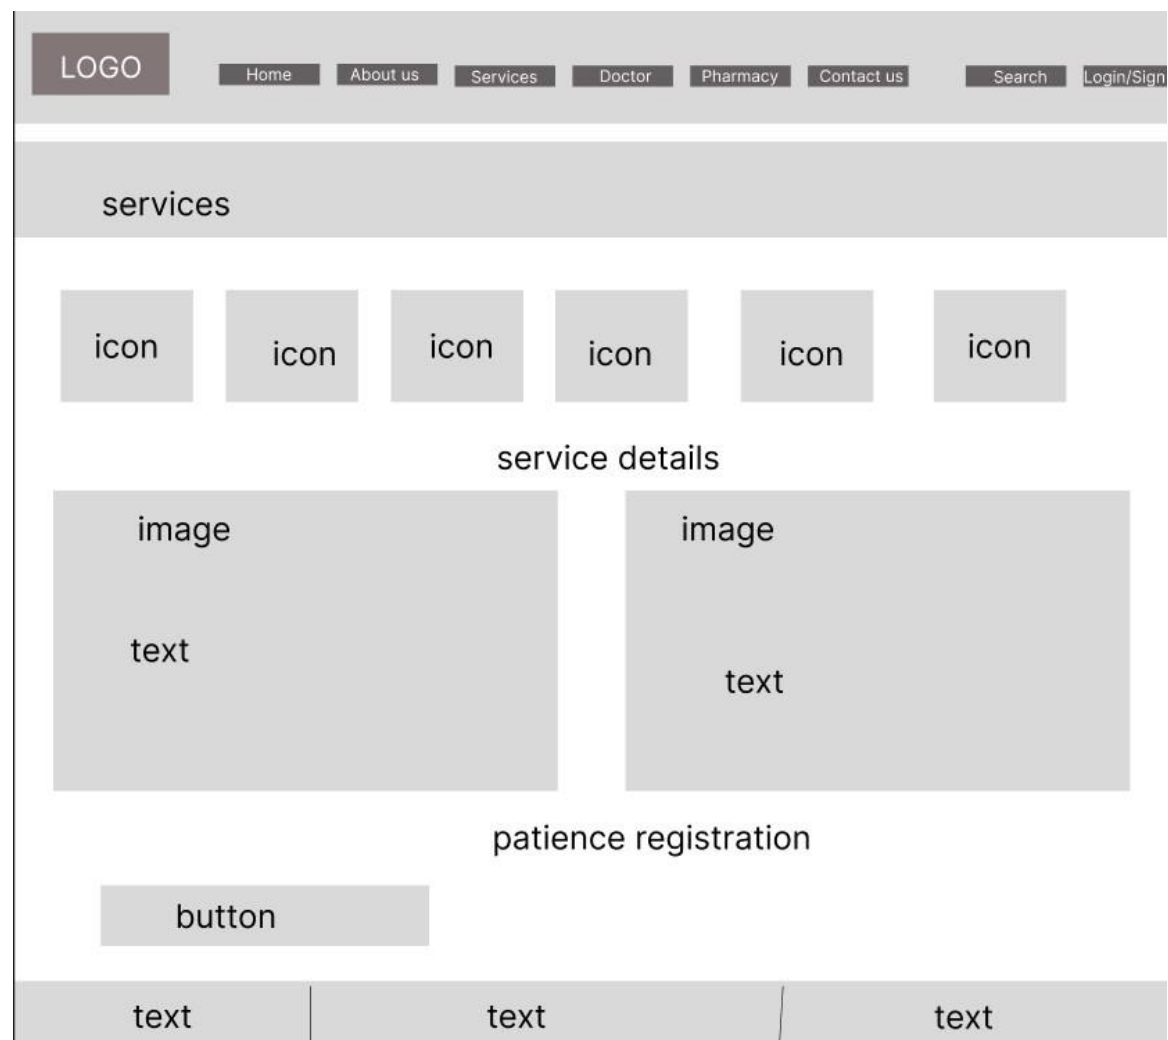 LOGO
Home About us Services Doctor Pharmacy Contact us Search Login/Sign
services
icon icon icon icon icon icon
service details
image image
text
text
patience registration
button
text text text